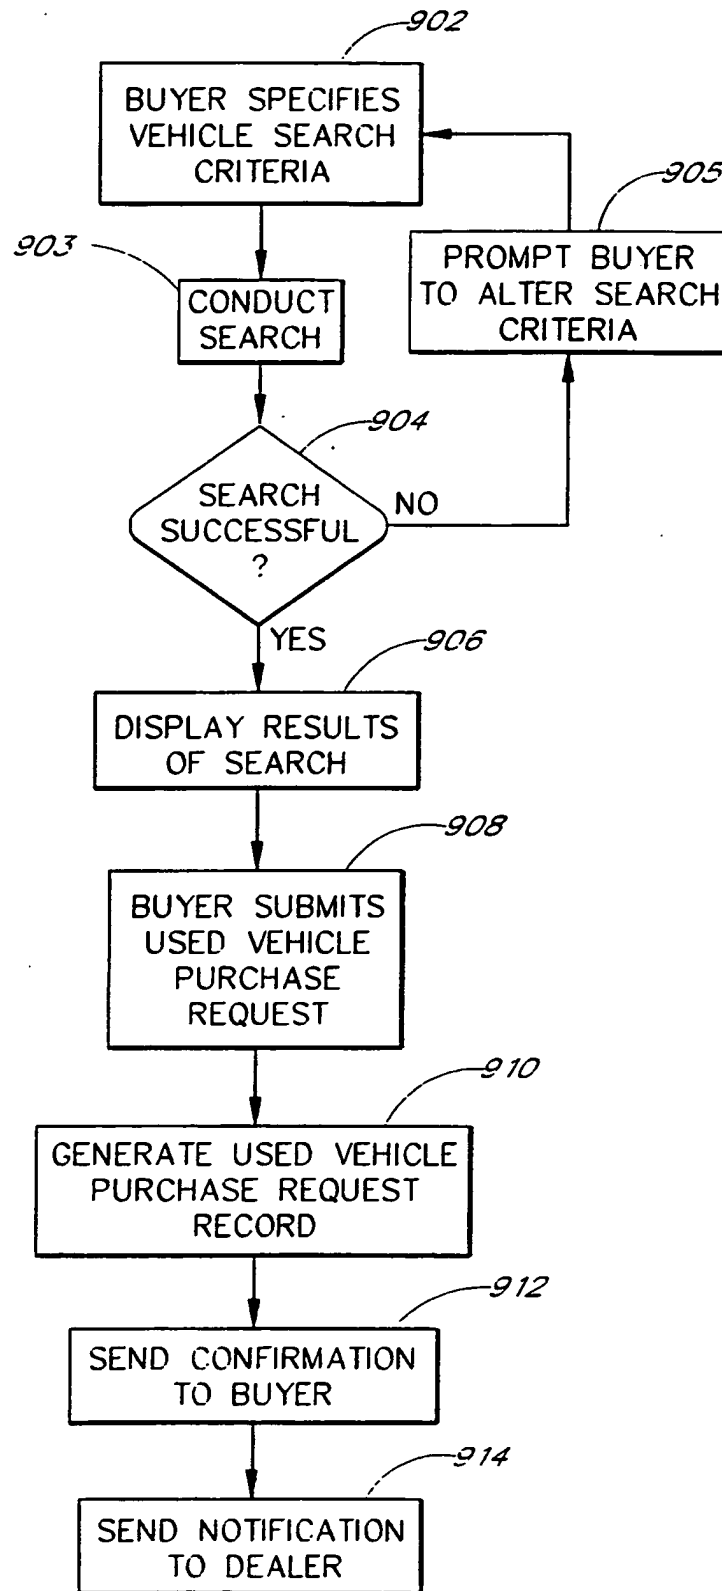 902
BUYER SPECIFIES
VEHICLE SEARCH
CRITERIA
905
PROMPT BUYER
TO ALTER SEARCH
CRITERIA
903
CONDUCT
SEARCH
904
SEARCH
SUCCESSFUL
?
NO
YES
906
DISPLAY RESULTS
OF SEARCH
908
BUYER SUBMITS
USED VEHICLE
PURCHASE
REQUEST
910
GENERATE USED VEHICLE
PURCHASE REQUEST
RECORD
912
SEND CONFIRMATION
TO BUYER
914
SEND NOTIFICATION
TO DEALER